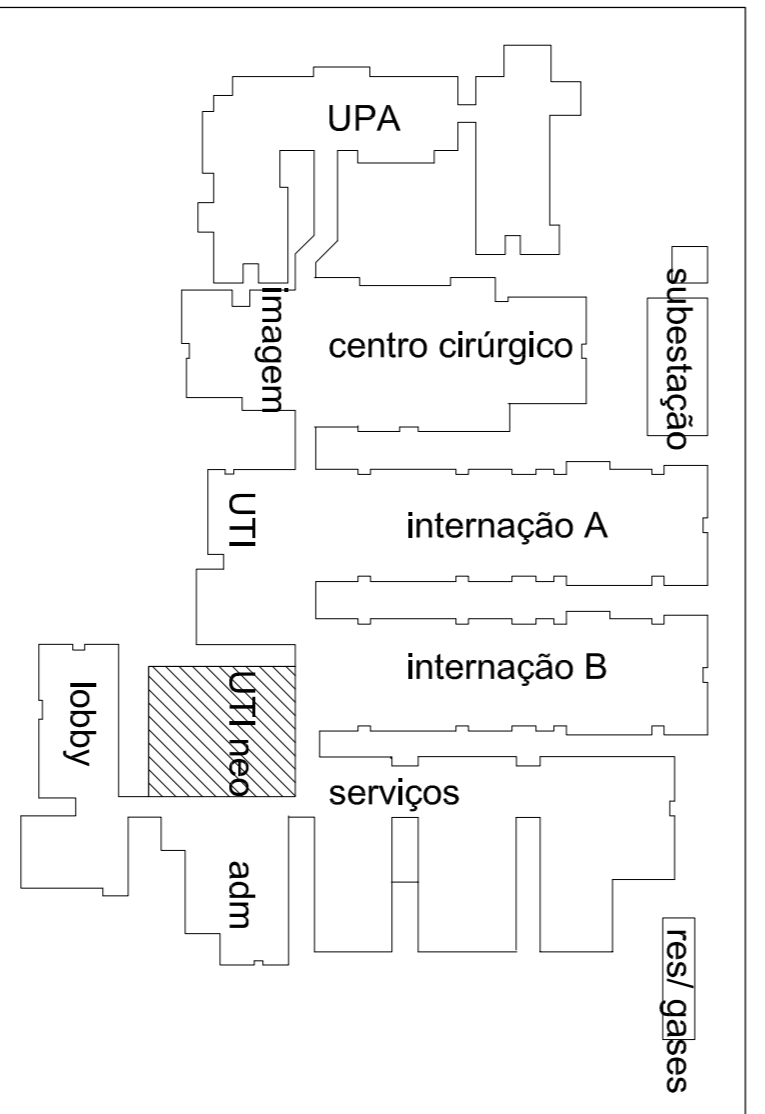 UPA
imagem
centro cirúrgico
subestação
UTI
internação A
internação B
lobby
UTI neo
serviços
adm
res/ gases